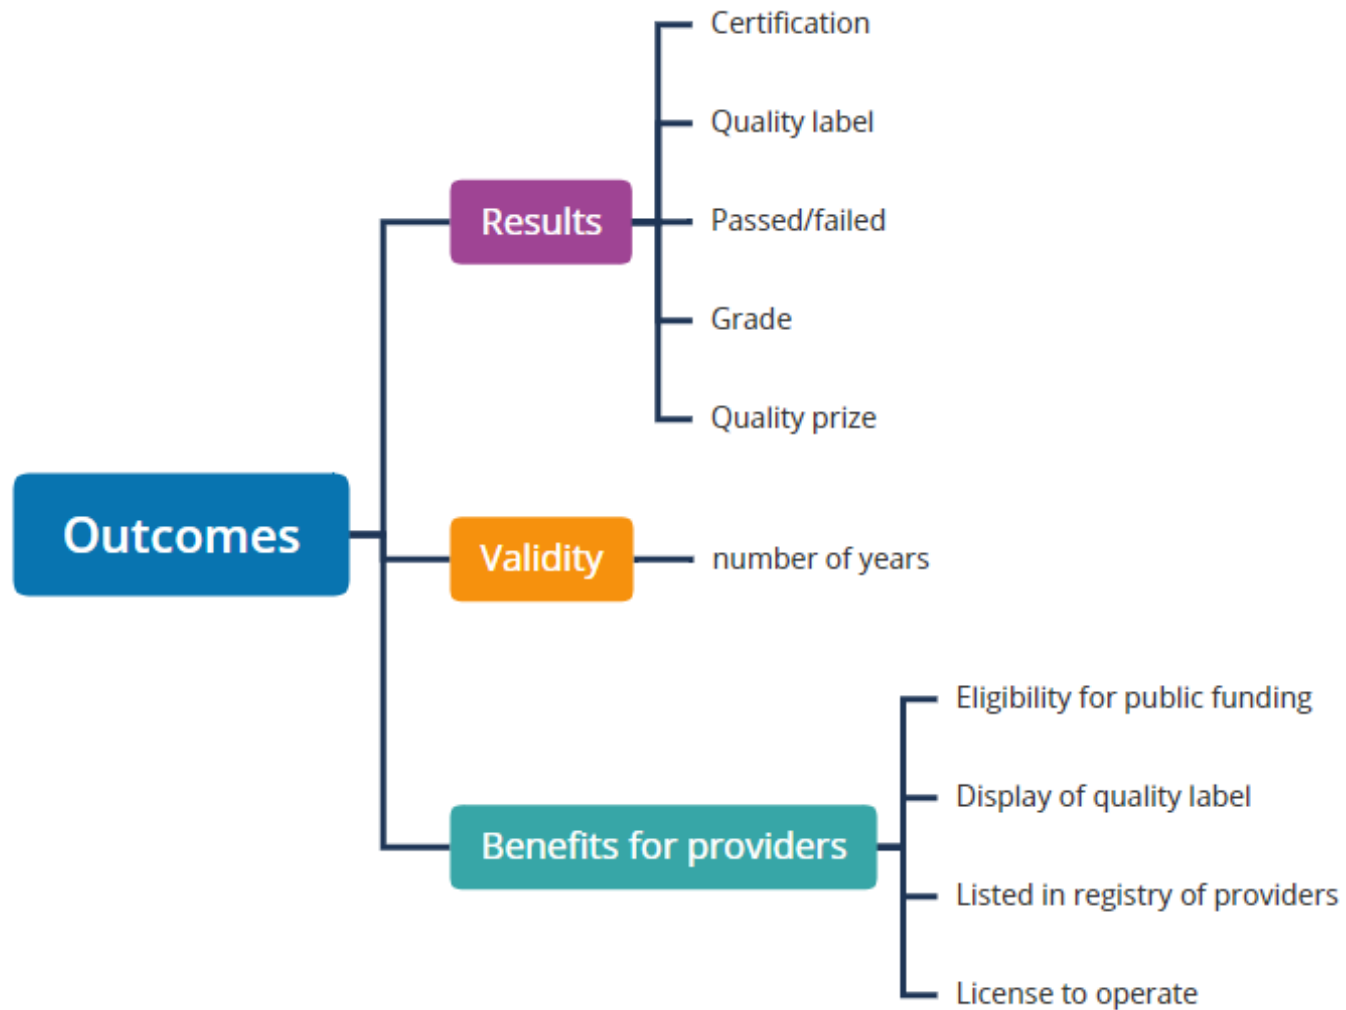 Outcomes
Results
Certification
Quality label
Passed/failed
Grade
Quality prize
Validity
number of years
Benefits for providers
Eligibility for public funding
Display of quality label
Listed in registry of providers
License to operate